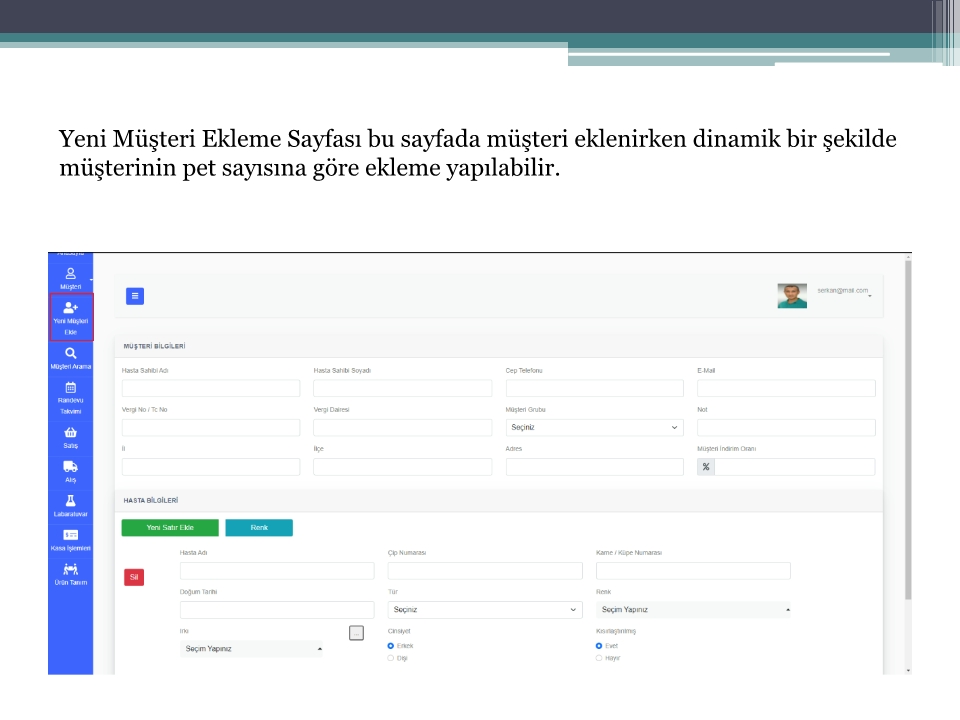 Yeni Müşteri Ekleme Sayfası bu sayfada müşteri eklenirken dinamik bir şekilde
müşterinin pet sayısına göre ekleme yapılabilir.
Müşteri
Yeni Müşteri
Ekle
Müşteri Arama
Randevu
Takvimi
Satış
Alış
Labaratuvar
Kasa İşlemleri
Ürün Tanım
serkan@mail.com
MÜŞTERİ BİLGİLERİ
Hasta Sahibi Adı
Hasta Sahibi Soyadı
Cep Telefonu
E-Mail
Vergi No / Tc No
Vergi Dairesi
Müşteri Grubu
Not
Seçiniz
İl
İlçe
Adres
Müşteri İndirim Oranı
%
HASTA BİLGİLERİ
Yeni Satır Ekle
Renk
Hasta Adı
Çip Numarası
Karne / Küpe Numarası
Sil
Doğum Tarihi
Tür
Renk
Seçiniz
Seçim Yapınız
Irkı
...
Cinsiyet
Kısırlaştırılmış
Seçim Yapınız
Erkek
Evet
Dişi
Hayır